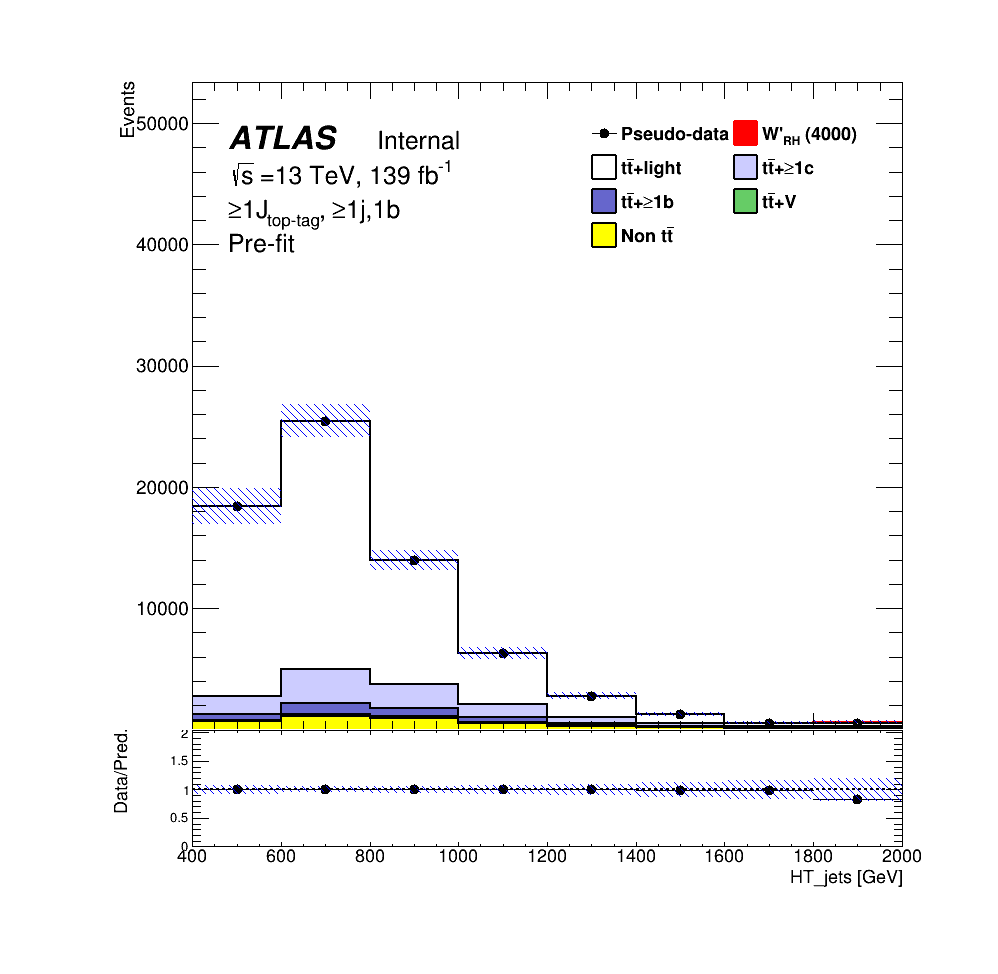 Events
50000
40000
30000
20000
10000
ATLAS Internal
√s =13 TeV, 139 fb⁻¹
≥1J_top-tag, ≥1j,1b
Pre-fit
Pseudo-data
W'_RH (4000)
tt̄+light
tt̄+≥1c
tt̄+≥1b
tt̄+V
Non tt̄
Data/Pred.
2
1.5
1
0.5
0
400 600 800 1000 1200 1400 1600 1800 2000
HT_jets [GeV]